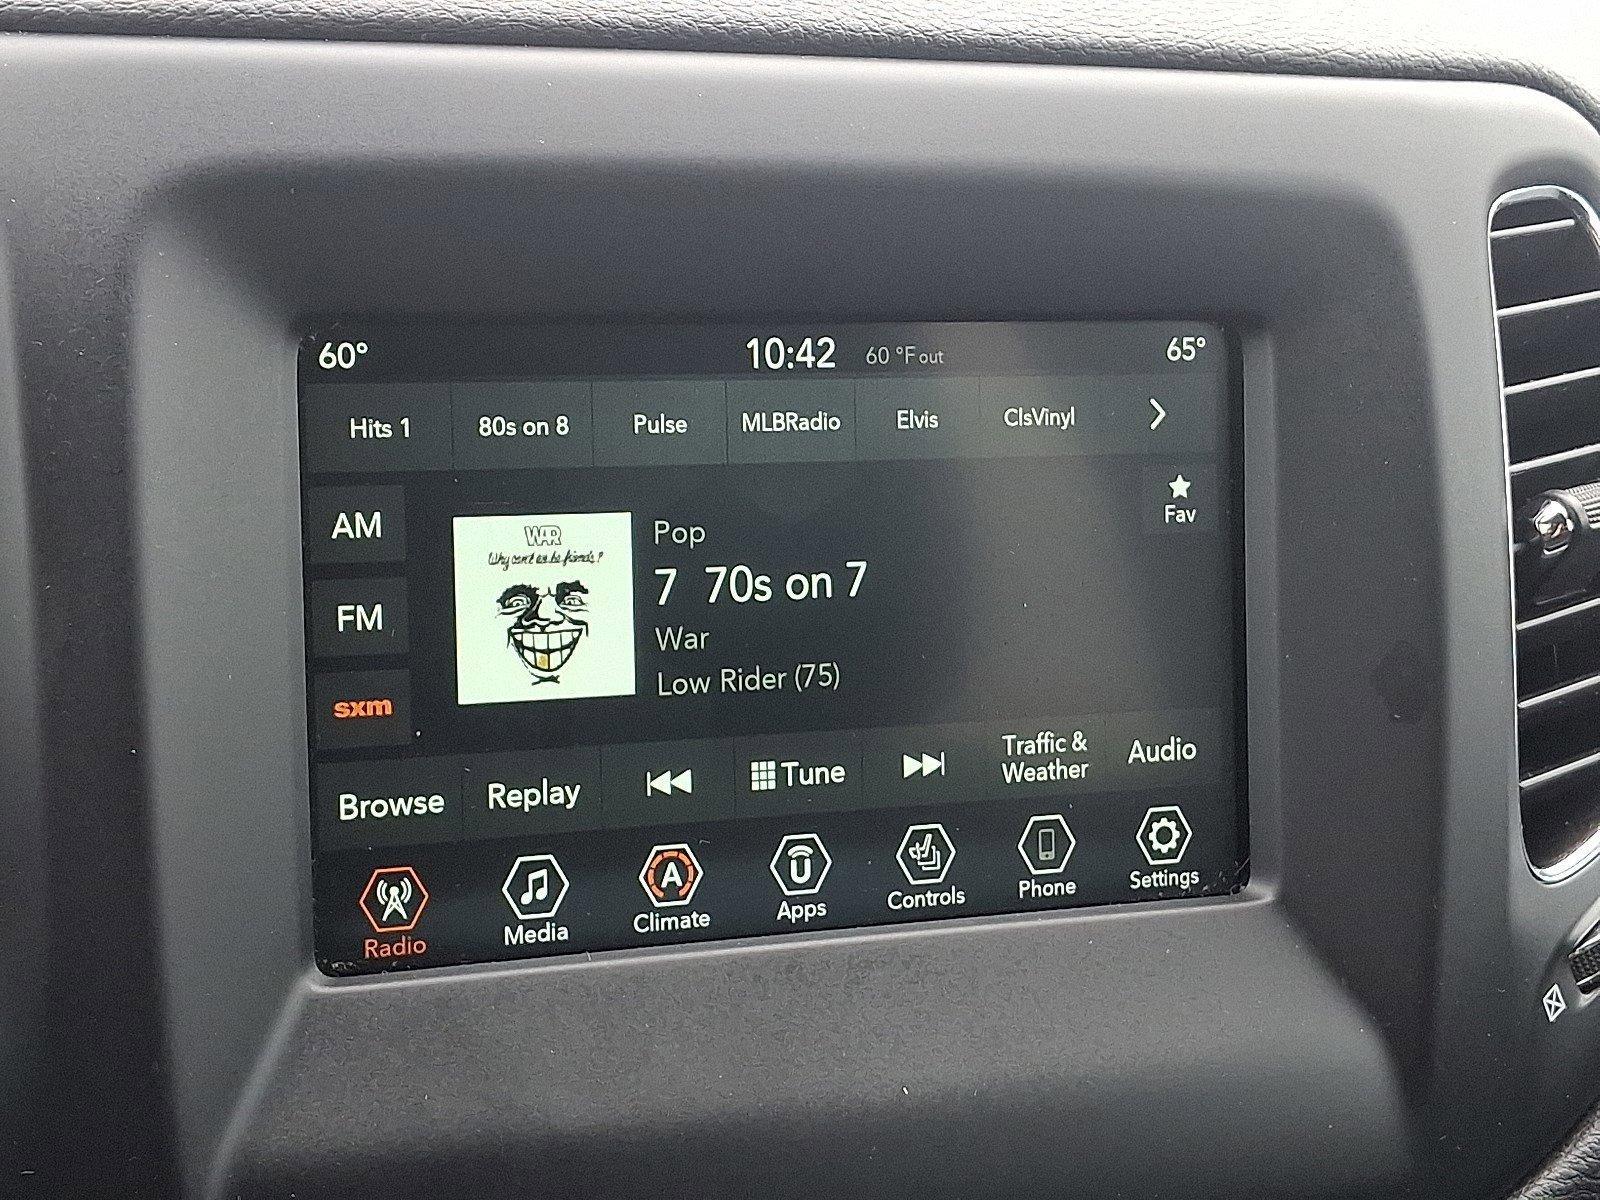 60°
10:42
60 °F out
65°
Hits 1
80s on 8
Pulse
MLBRadio
Elvis
ClsVinyl
Fav
AM
FM
sxm
WAR
Why can't we be friends?
Pop
7 70s on 7
War
Low Rider (75)
Browse
Replay
Tune
Traffic &
Weather
Audio
Radio
Media
A
Climate
Apps
Controls
Phone
Settings